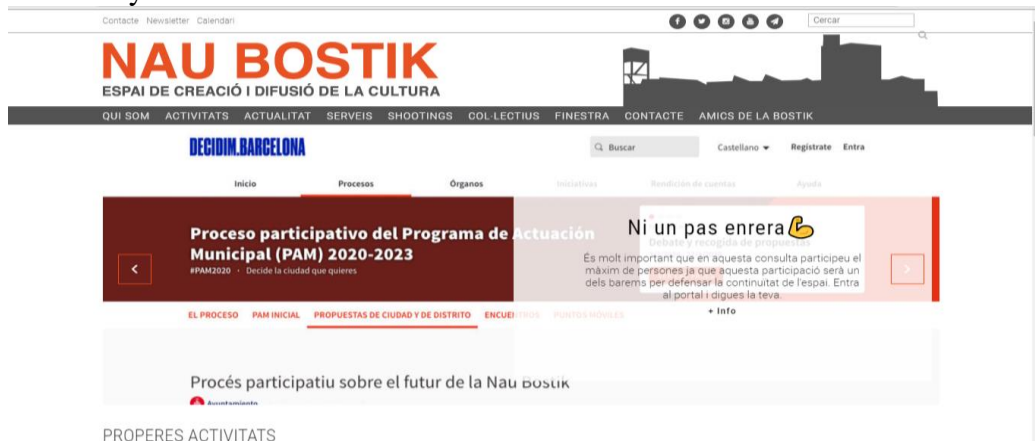 Contacte Newsletter Calendari
Cercar
NAU BOSTIK
ESPAI DE CREACIÓ I DIFUSIÓ DE LA CULTURA
QUI SOM ACTIVITATS ACTUALITAT SERVEIS SHOOTINGS COL·LECTIUS FINESTRA CONTACTE AMICS DE LA BOSTIK
DECIDIM.BARCELONA
Buscar
Castellano
Regístrate Entra
Inicio Procesos Órganos Iniciativas Rendición de cuentas Ayuda
Proceso participativo del Programa de Actuación
Municipal (PAM) 2020-2023
#PAM2020 · Decide la ciudad que quieres
Ni un pas enrera
Debate y recogida de propuestas
És molt important que en aquesta consulta participeu el
màxim de persones ja que aquesta participació serà un
dels barems per defensar la continuïtat de l'espai. Entra
al portal i digues la teva.
+ Info
EL PROCESO PAM INICIAL PROPUESTAS DE CIUDAD Y DE DISTRITO ENCUENTROS PUNTOS MÓVILES
Procés participatiu sobre el futur de la Nau Bostik
Ayuntamiento
PROPERES ACTIVITATS